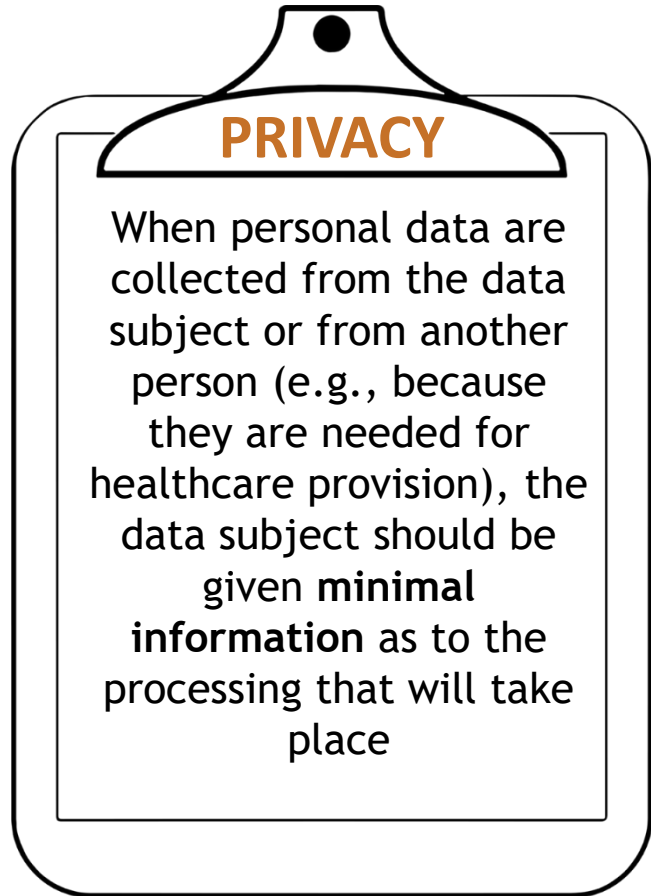 PRIVACY
When personal data are
collected from the data
subject or from another
person (e.g., because
they are needed for
healthcare provision), the
data subject should be
given minimal
information as to the
processing that will take
place